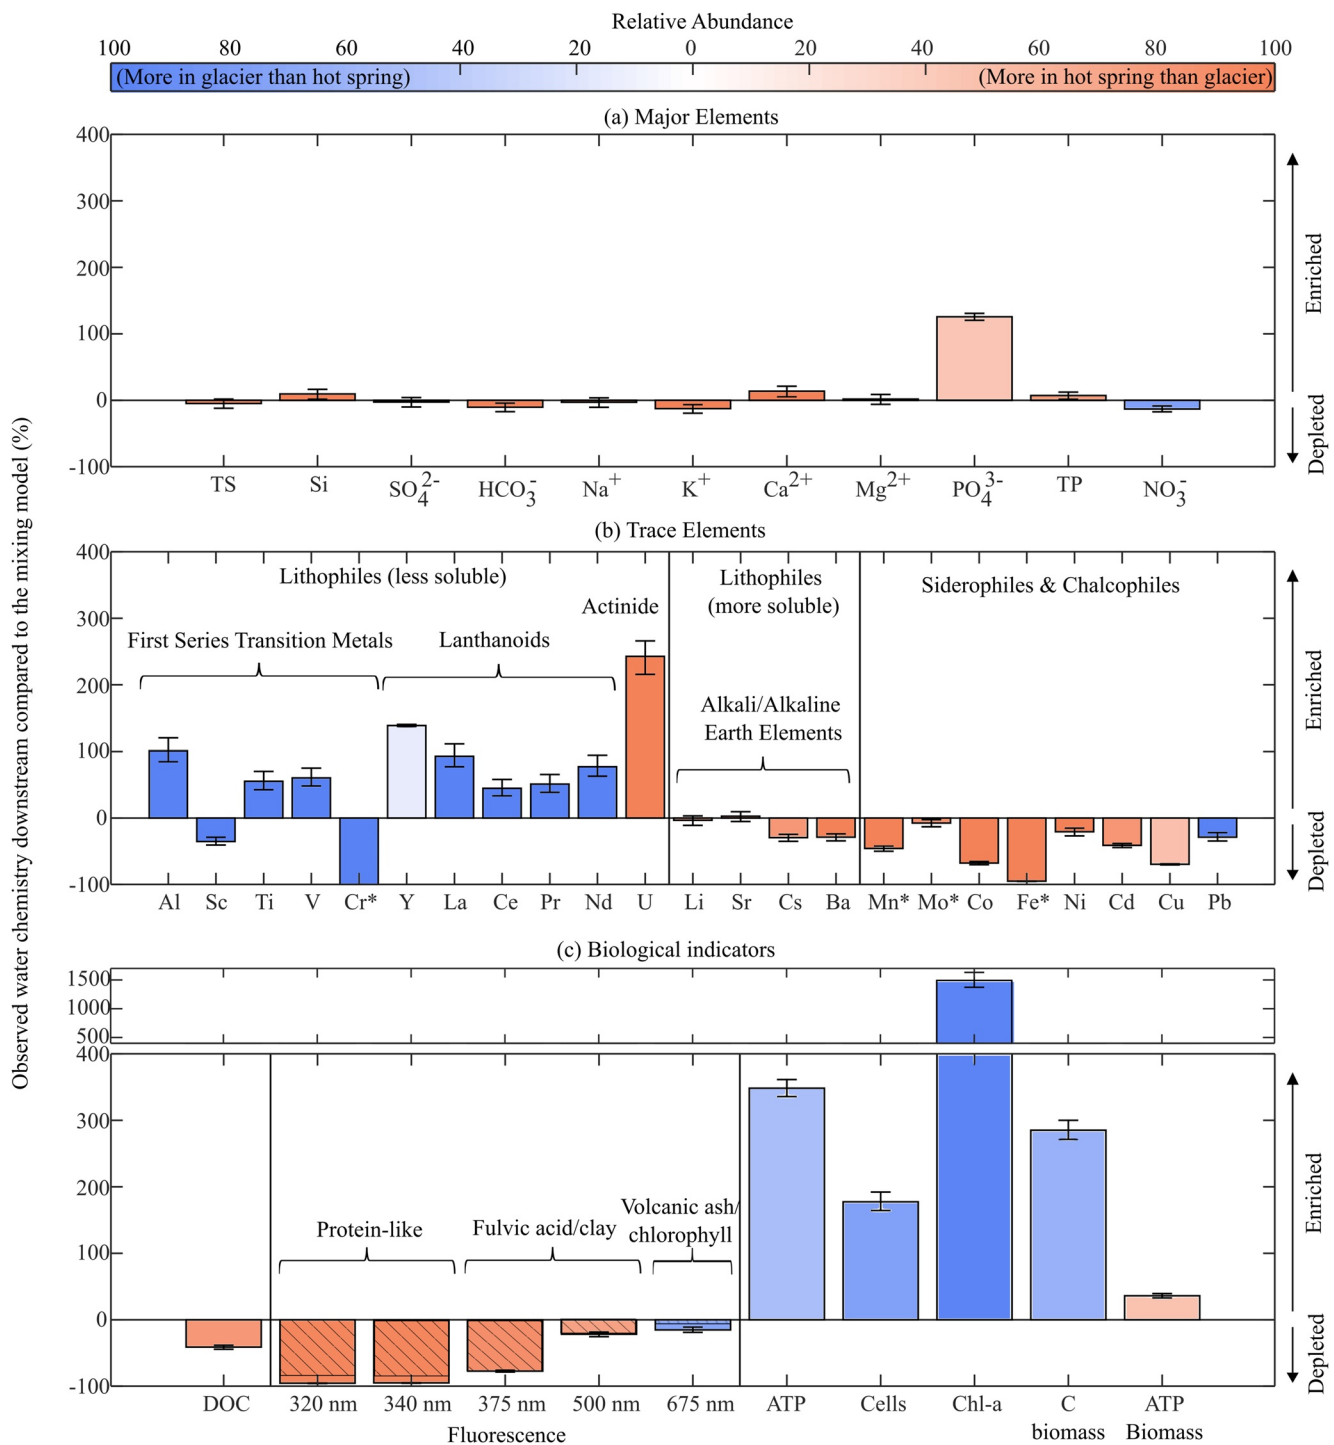 Relative Abundance
100 80 60 40 20 0 20 40 60 80 100
(More in glacier than hot spring) (More in hot spring than glacier)
(a) Major Elements
400
300
200
100
0
-100
Enriched
Depleted
TS Si SO₄²⁻ HCO₃⁻ Na⁺ K⁺ Ca²⁺ Mg²⁺ PO₄³⁻ TP NO₃⁻
Observed water chemistry downstream compared to the mixing model (%)
(b) Trace Elements
400
300
200
100
0
-100
Lithophiles (less soluble)
Actinide
First Series Transition Metals
Lanthanoids
Lithophiles
(more soluble)
Alkali/Alkaline
Earth Elements
Siderophiles & Chalcophiles
Enriched
Depleted
Al Sc Ti V Cr* Y La Ce Pr Nd U Li Sr Cs Ba Mn* Mo* Co Fe* Ni Cd Cu Pb
(c) Biological indicators
1500
1000
500
400
300
200
100
0
-100
Protein-like
Fulvic acid/clay
Volcanic ash/
chlorophyll
Enriched
Depleted
DOC 320 nm 340 nm 375 nm 500 nm 675 nm ATP Cells Chl-a C ATP
biomass Biomass
Fluorescence